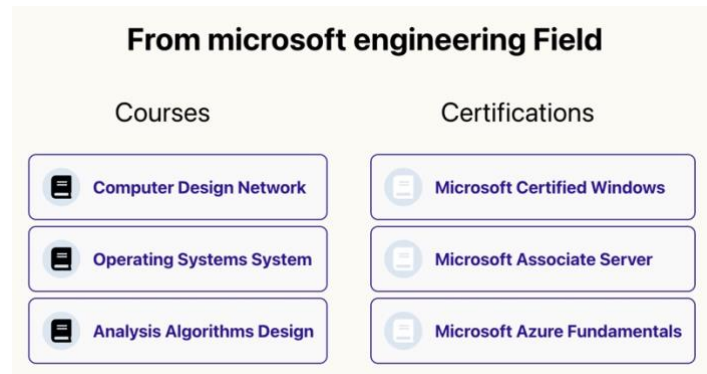 From microsoft engineering Field
Courses
Certifications
Computer Design Network
Microsoft Certified Windows
Operating Systems System
Microsoft Associate Server
Analysis Algorithms Design
Microsoft Azure Fundamentals